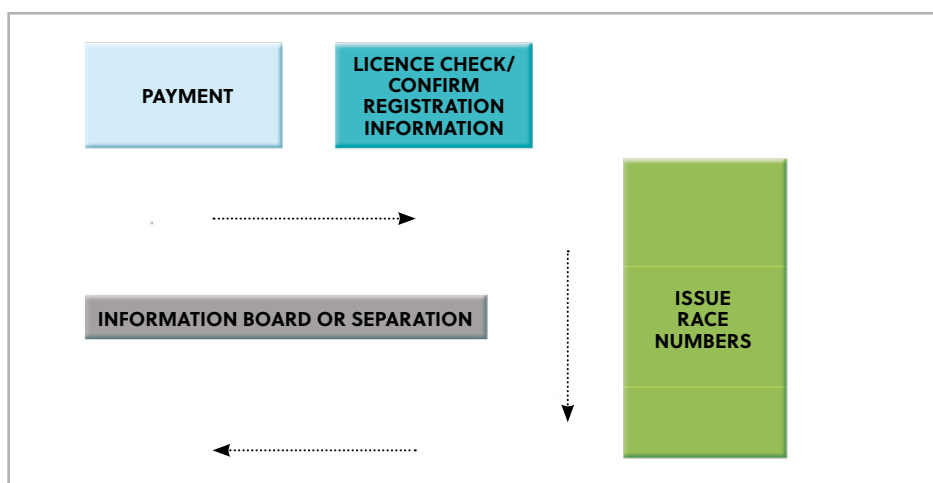 PAYMENT
LICENCE CHECK/
CONFIRM
REGISTRATION
INFORMATION
INFORMATION BOARD OR SEPARATION
ISSUE
RACE
NUMBERS